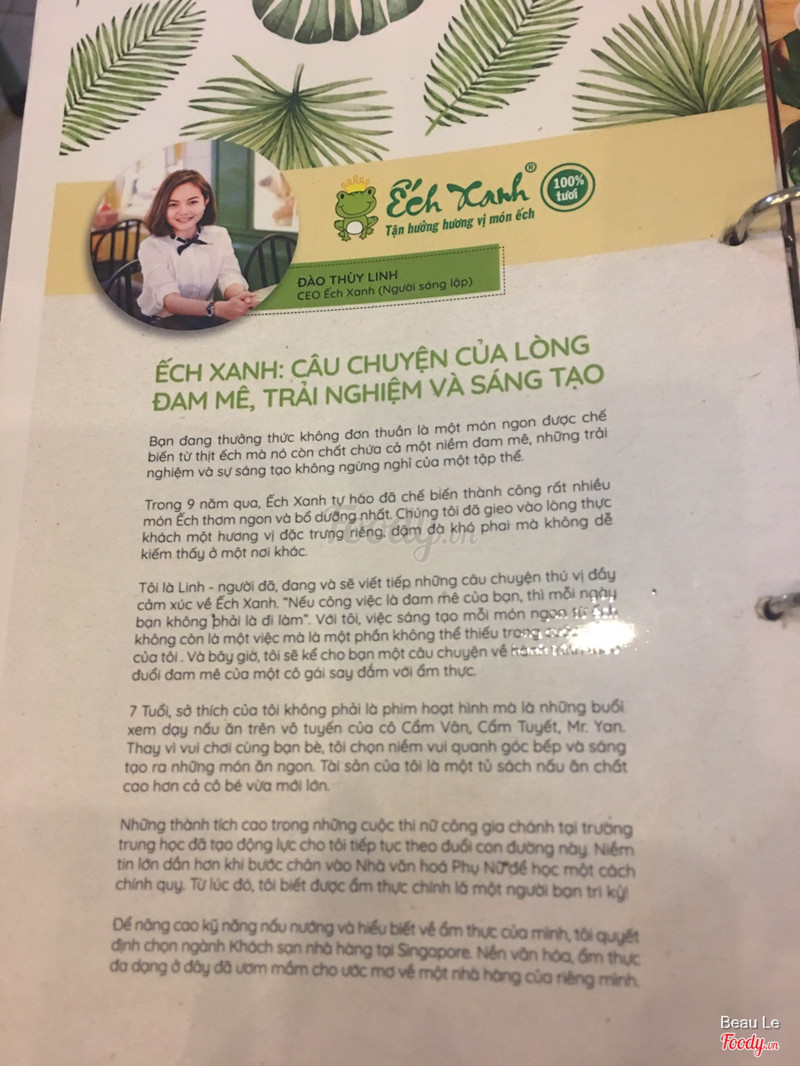 Ếch Xanh®
100% tươi
Tận hưởng hương vị món ếch
ĐÀO THÙY LINH
CEO Ếch Xanh (Người sáng lập)
ẾCH XANH: CÂU CHUYỆN CỦA LÒNG
ĐAM MÊ, TRẢI NGHIỆM VÀ SÁNG TẠO
Bạn đang thưởng thức không đơn thuần là một món ngon được chế
biến từ thịt ếch mà nó còn chất chứa cả một niềm đam mê, những trải
nghiệm và sự sáng tạo không ngừng nghỉ của một tập thể.
Trong 9 năm qua, Ếch Xanh tự hào đã chế biến thành công rất nhiều
món Ếch thơm ngon và bổ dưỡng nhất. Chúng tôi đã gieo vào lòng thực
khách một hương vị đặc trưng riêng, đậm đà khó phai mà không dễ
kiếm thấy ở một nơi khác.
Tôi là Linh - người đã, đang và sẽ viết tiếp những câu chuyện thú vị đầy
cảm xúc về Ếch Xanh. “Nếu công việc là đam mê của bạn, thì mỗi ngày
bạn không phải là đi làm”. Với tôi, việc sáng tạo mỗi món ngon từ ếch
không còn là một việc mà là một phần không thể thiếu trong
của tôi . Và bây giờ, tôi sẽ kể cho bạn một câu chuyện về
đuổi đam mê của một cô gái say đắm với ẩm thực.
7 Tuổi, sở thích của tôi không phải là phim hoạt hình mà là những buổi
xem dạy nấu ăn trên vô tuyến của cô Cẩm Vân, Cẩm Tuyết, Mr. Yan.
Thay vì vui chơi cùng bạn bè, tôi chọn niềm vui quanh góc bếp và sáng
tạo ra những món ăn ngon. Tài sản của tôi là một tủ sách nấu ăn chất
cao hơn cả cô bé vừa mới lớn.
Những thành tích cao trong những cuộc thi nữ công gia chánh tại trường
trung học đã tạo động lực cho tôi tiếp tục theo đuổi con đường này. Niềm
tin lớn dần hơn khi bước chân vào Nhà văn hoá Phụ Nữ để học một cách
chính quy. Từ lúc đó, tôi biết được ẩm thực chính là một người bạn tri kỷ!
Để nâng cao kỹ năng nấu nướng và hiểu biết về ẩm thực của mình, tôi quyết
định chọn ngành Khách sạn nhà hàng tại Singapore. Nền văn hóa, ẩm thực
đa dạng ở đây đã ươm mầm cho ước mơ về một nhà hàng của riêng mình.
Foody.vn
Beau Le
Foody.vn